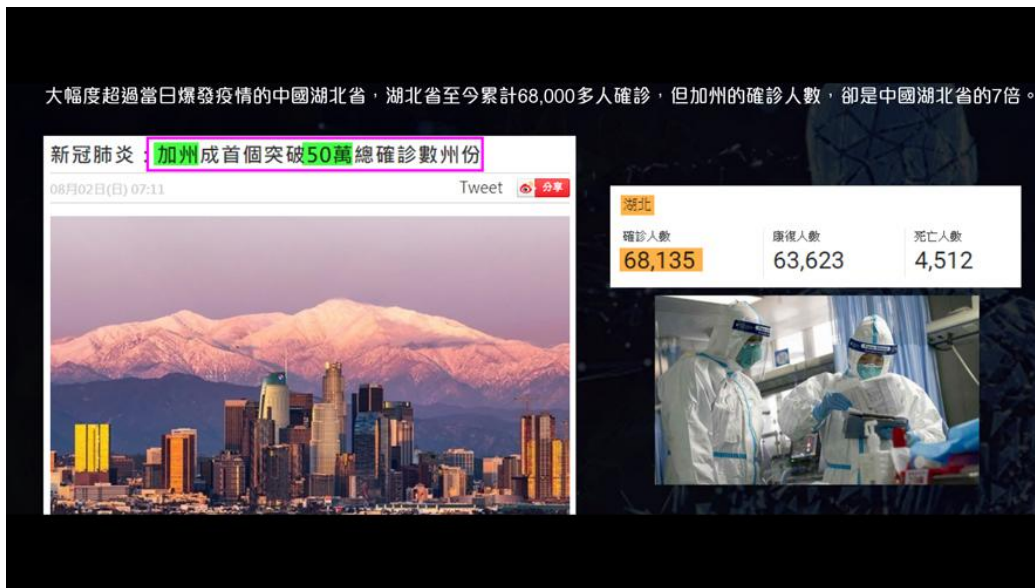 大幅度超過當日爆發疫情的中國湖北省，湖北省至今累計68,000多人確診，但加州的確診人數，卻是中國湖北省的7倍。
新冠肺炎：加州成首個突破50萬總確診數州份
08月02日(日) 07:11 Tweet 分享
湖北
確診人數 康復人數 死亡人數
68,135 63,623 4,512